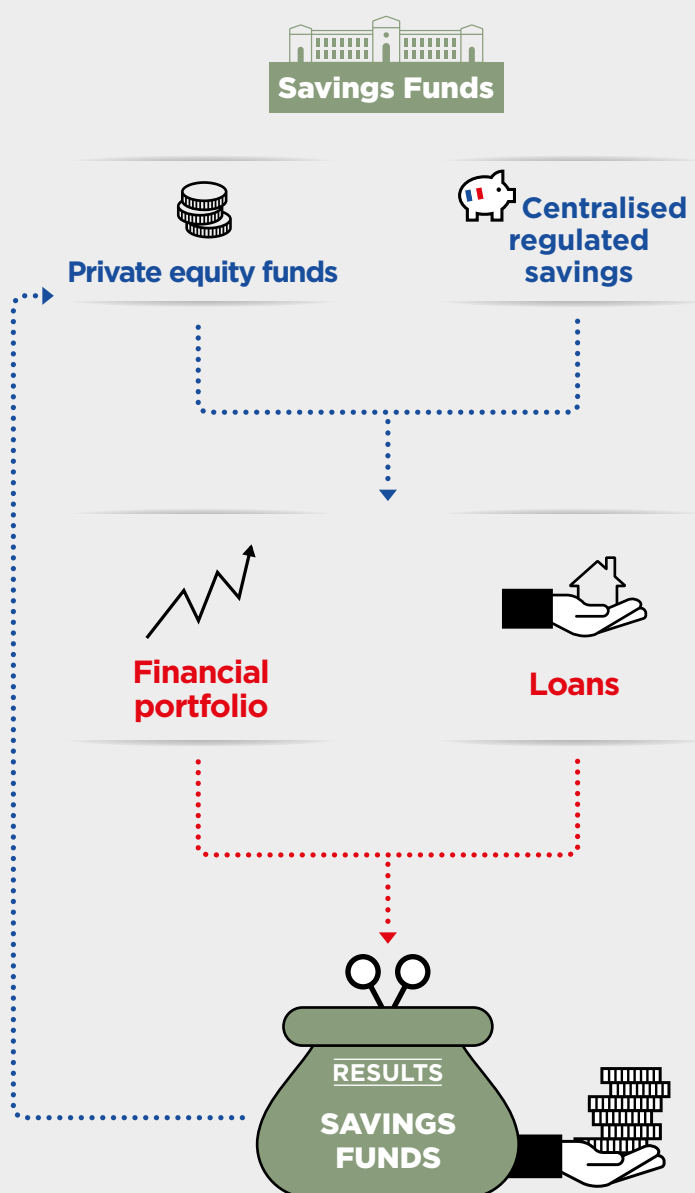 Savings Funds
Private equity funds
Centralised
regulated
savings
Financial
portfolio
Loans
RESULTS
SAVINGS
FUNDS